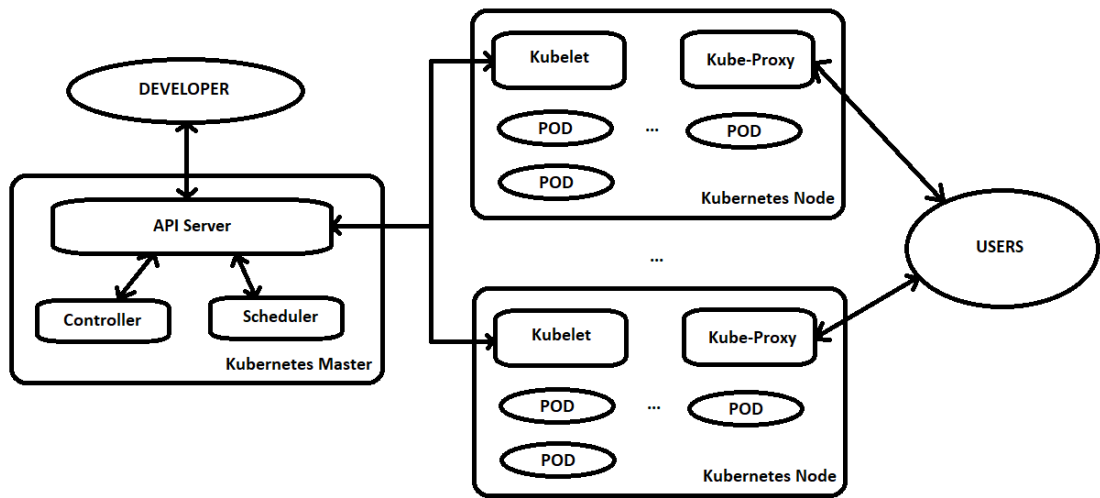 DEVELOPER
API Server
Controller
Scheduler
Kubernetes Master
Kubelet
Kube-Proxy
POD
...
POD
POD
Kubernetes Node
...
Kubelet
Kube-Proxy
POD
...
POD
POD
Kubernetes Node
USERS